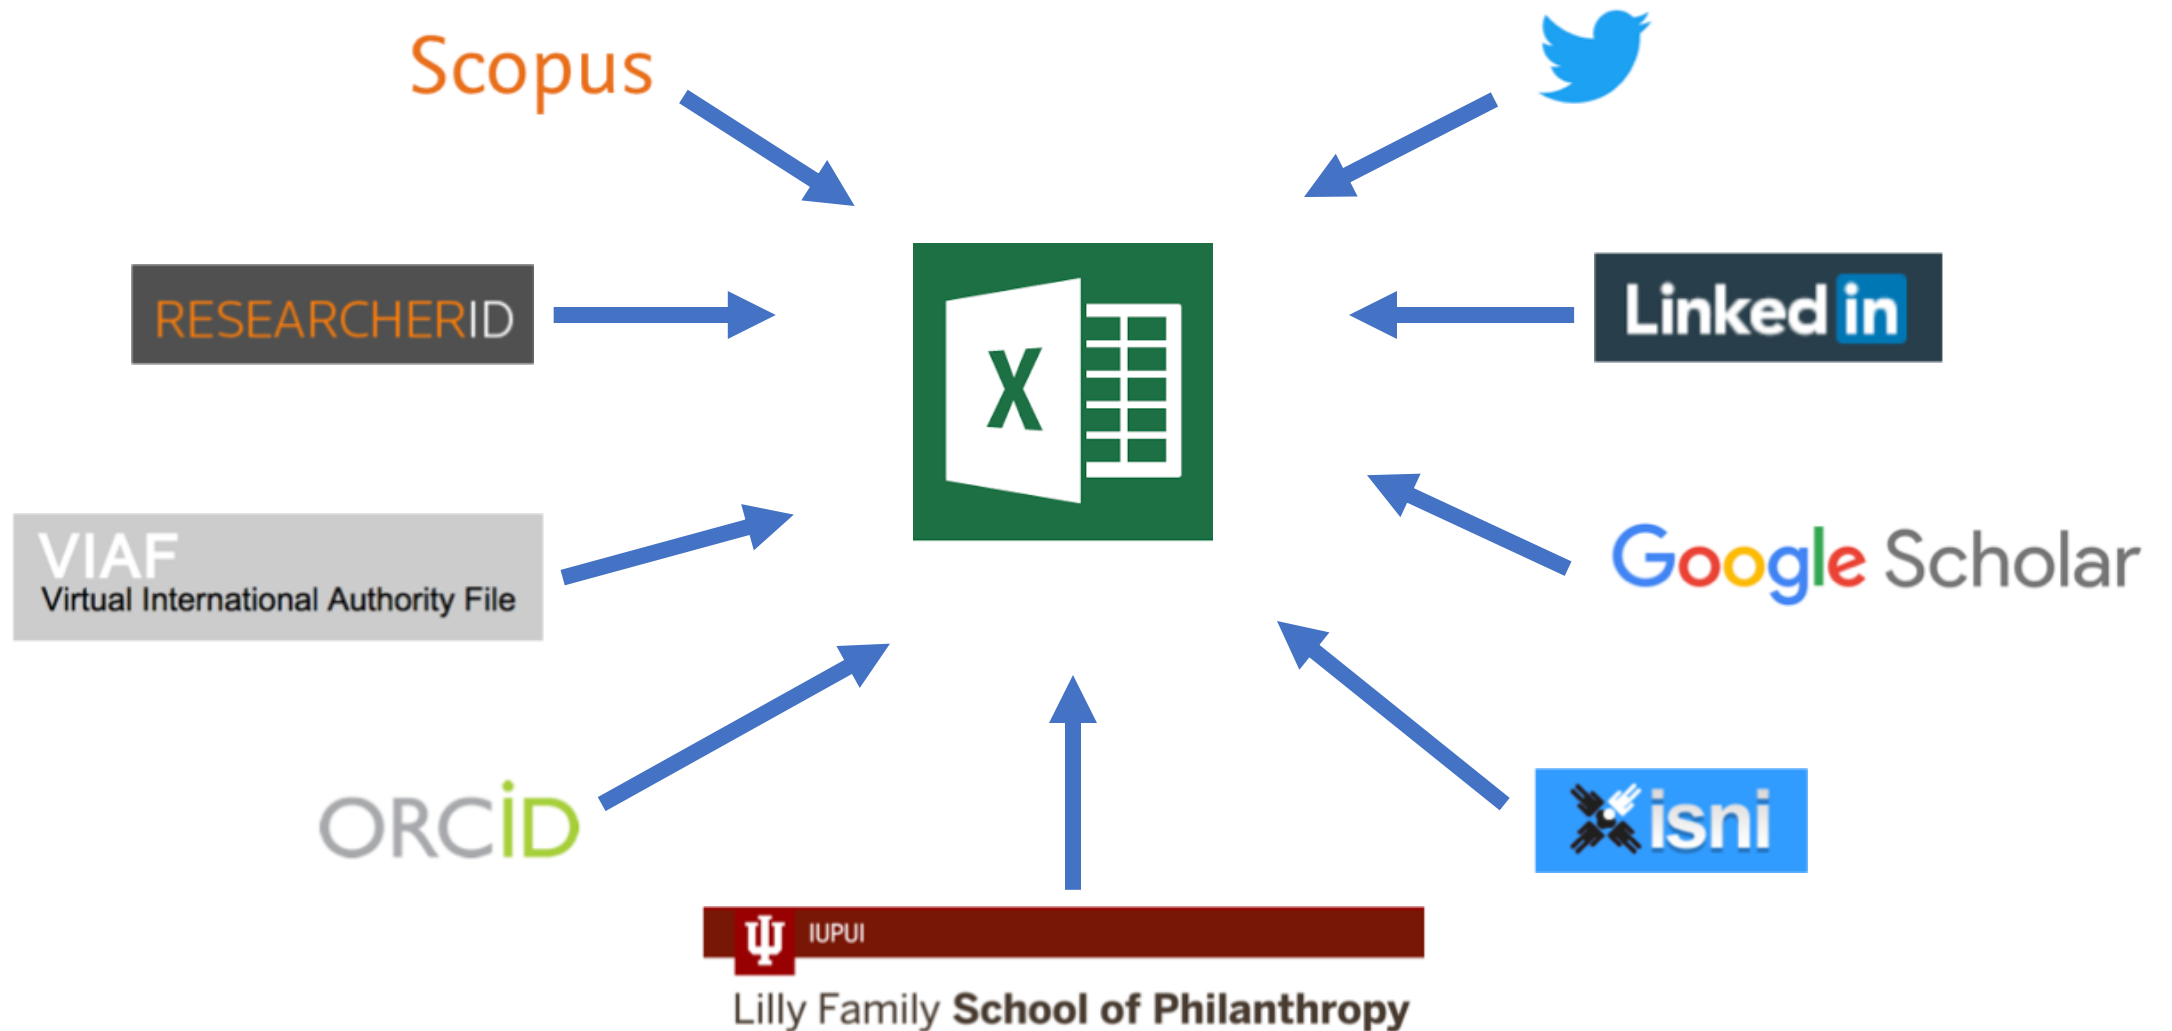 Scopus
RESEARCHERID
VIAF
Virtual International Authority File
ORCiD
X
IUPUI
Lilly Family School of Philanthropy
Linked in
Google Scholar
isni